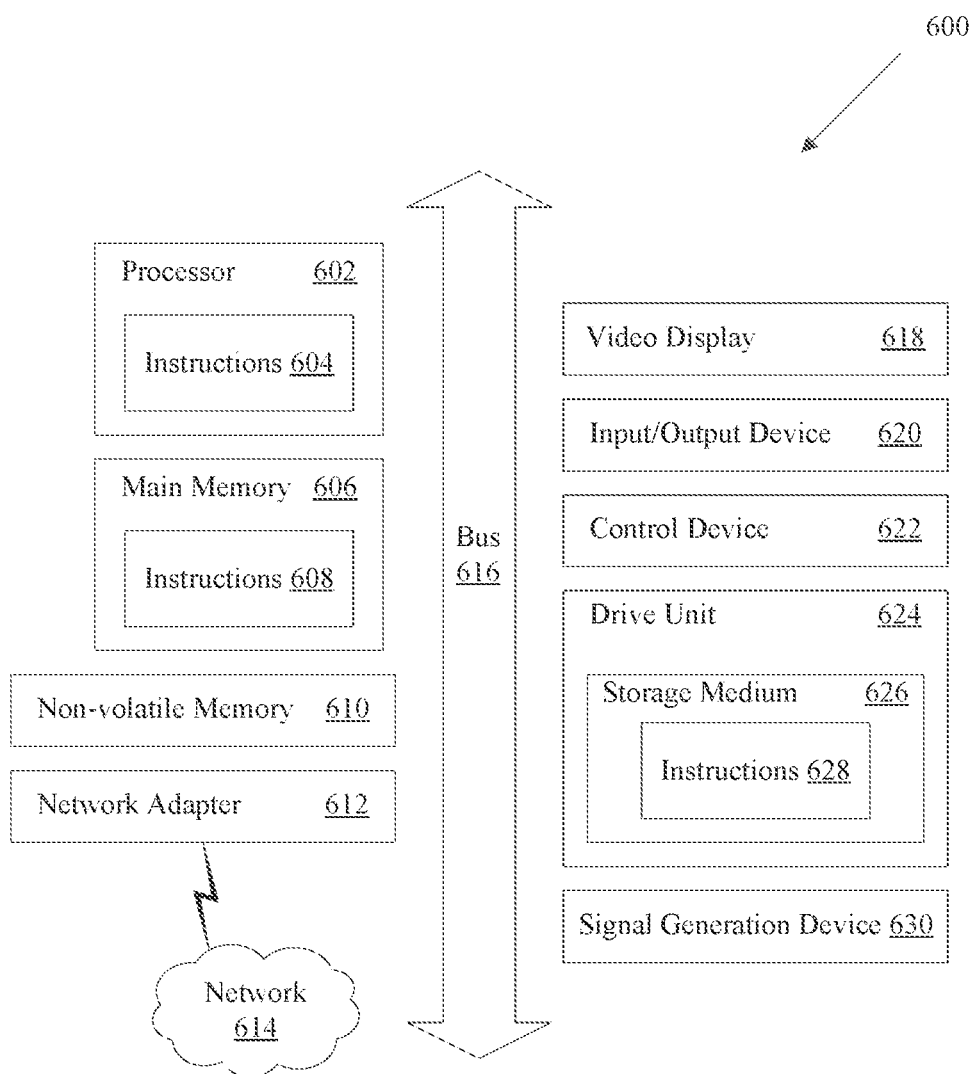 600
Processor 602
Instructions 604
Main Memory 606
Instructions 608
Non-volatile Memory 610
Network Adapter 612
Network
614
Bus
616
Video Display 618
Input/Output Device 620
Control Device 622
Drive Unit 624
Storage Medium 626
Instructions 628
Signal Generation Device 630